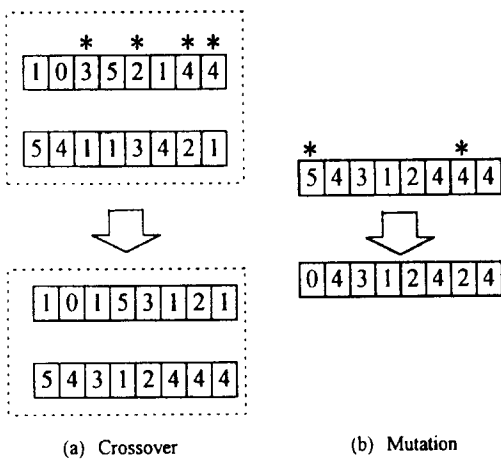 * * * *
1 0 3 5 2 1 4 4
5 4 1 1 3 4 2 1
1 0 1 5 3 1 2 1
5 4 3 1 2 4 4 4
(a) Crossover
* *
5 4 3 1 2 4 4 4
0 4 3 1 2 4 2 4
(b) Mutation